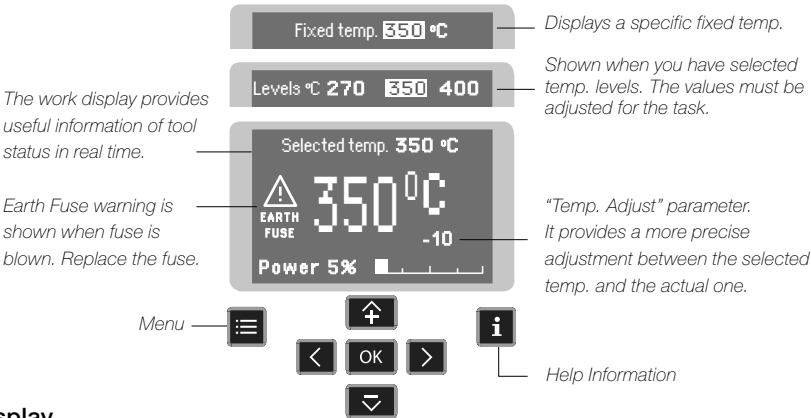 Fixed temp. 350 ºC
Displays a specific fixed temp.
Levels ºC 270 350 400
Shown when you have selected
temp. levels. The values must be
adjusted for the task.
The work display provides
useful information of tool
status in real time.
Selected temp. 350 ºC
350ºC
EARTH
FUSE
-10
Power 5%
Earth Fuse warning is
shown when fuse is
blown. Replace the fuse.
“Temp. Adjust” parameter.
It provides a more precise
adjustment between the selected
temp. and the actual one.
Menu
OK
i
Help Information